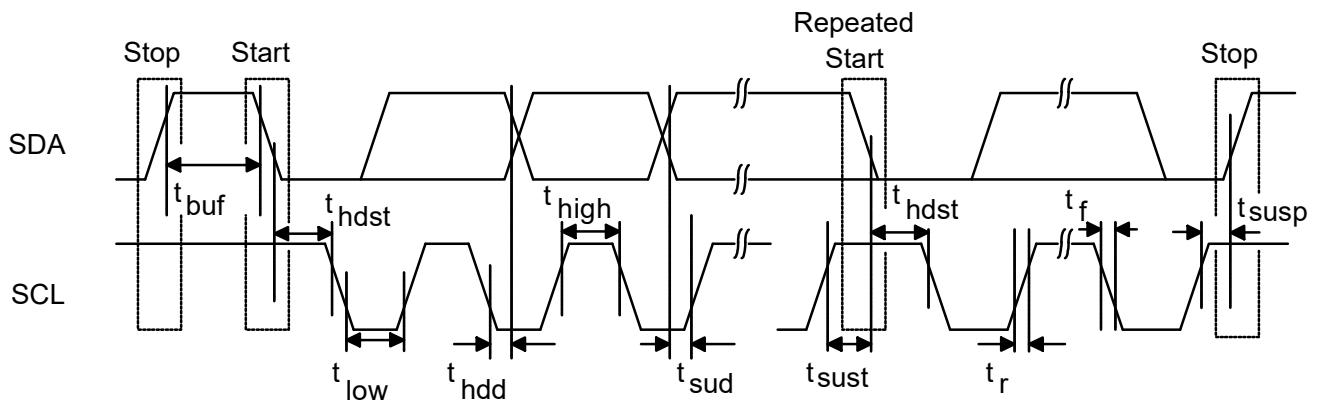 Repeated
Stop
Start
Start
Stop
SDA
t buf
t hdst
t high
t hdst
t f
t susp
SCL
t low
t hdd
t sud
t sust
t r